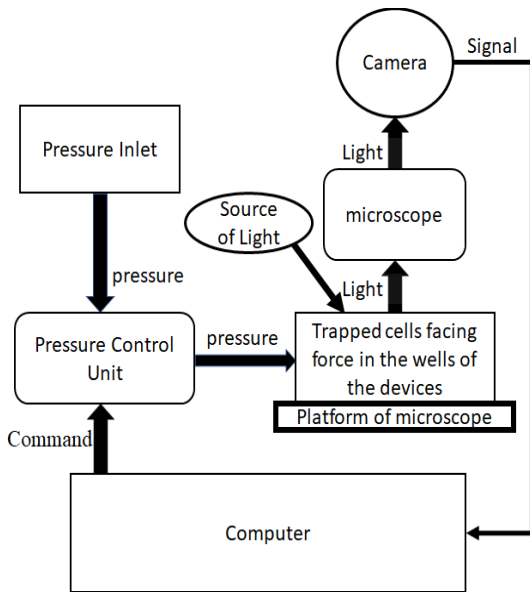 Signal
Camera
Pressure Inlet
Light
Source
of Light
microscope
pressure
Light
Pressure Control
Unit
pressure
Trapped cells facing
force in the wells of
the devices
Platform of microscope
Command
Computer